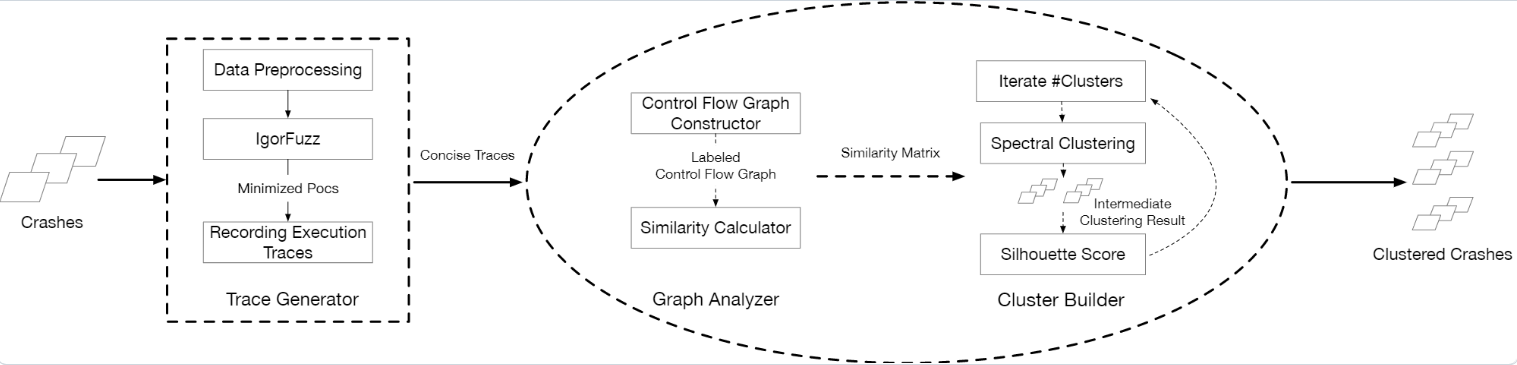 Crashes
Data Preprocessing
IgorFuzz
Minimized Pocs
Recording Execution
Traces
Trace Generator
Concise Traces
Control Flow Graph
Constructor
Labeled
Control Flow Graph
Similarity Calculator
Graph Analyzer
Similarity Matrix
Iterate #Clusters
Spectral Clustering
Intermediate
Clustering Result
Silhouette Score
Cluster Builder
Clustered Crashes